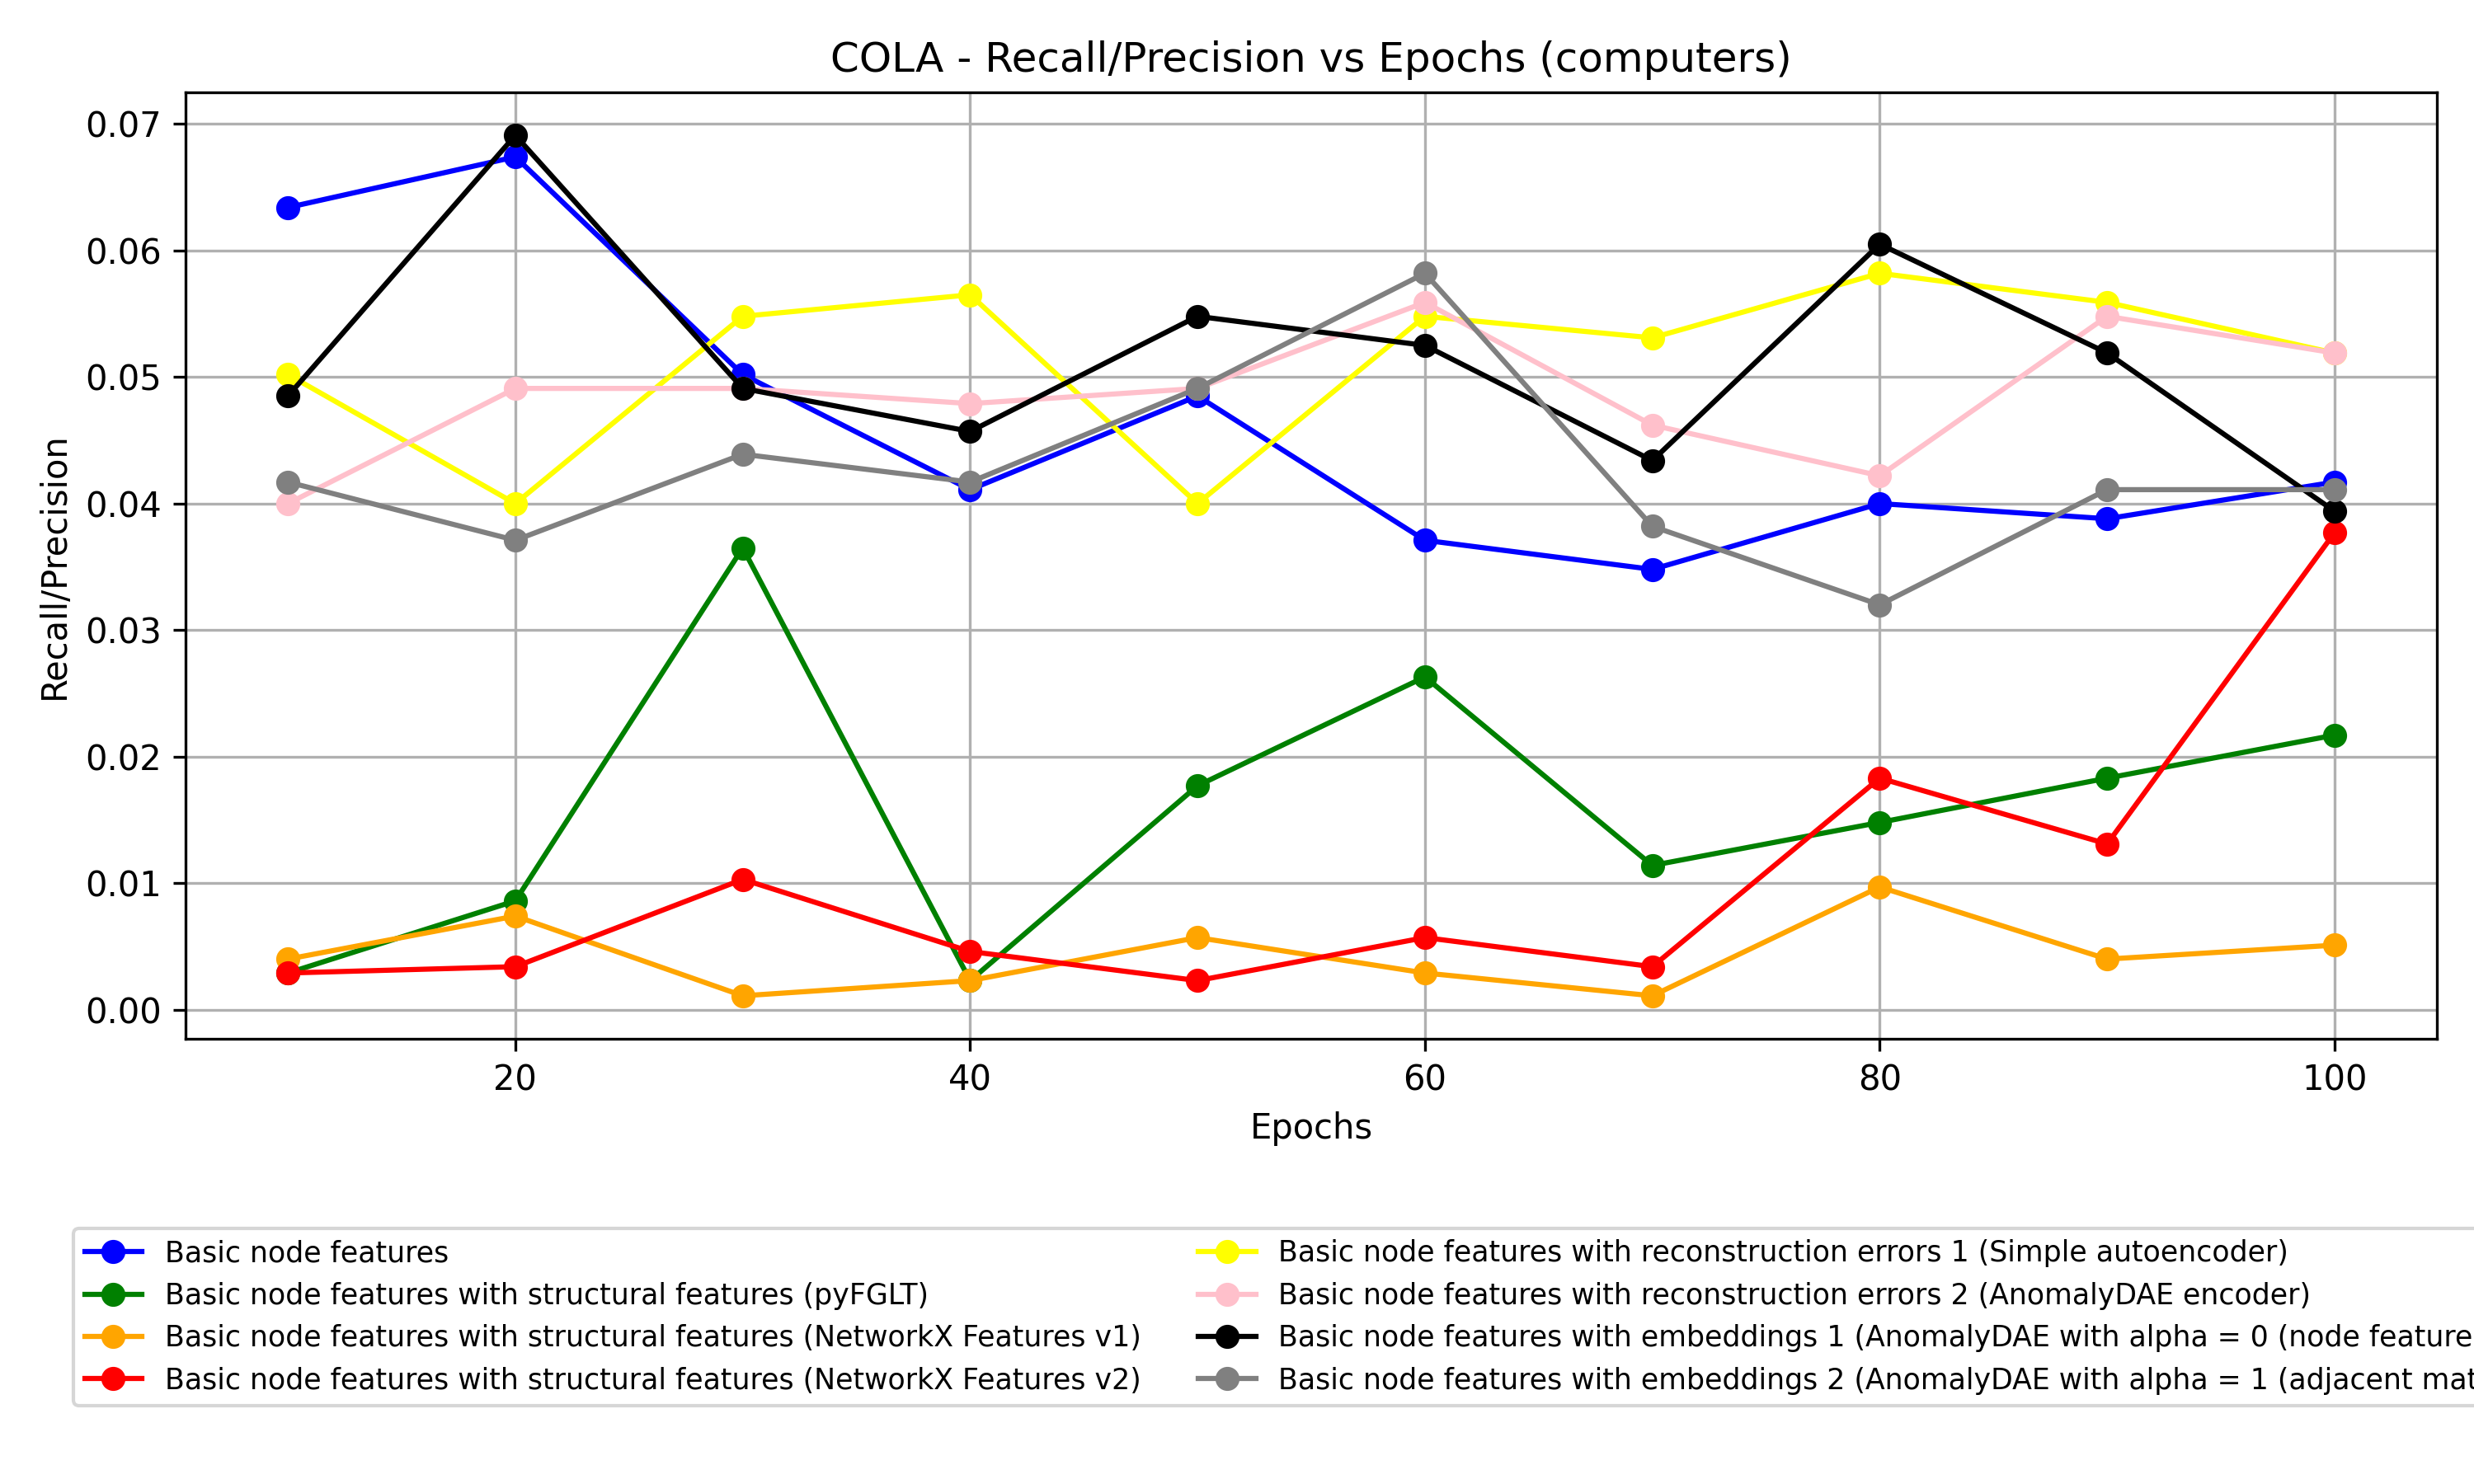 COLA - Recall/Precision vs Epochs (computers)
0.07
0.06
0.05
0.04
0.03
0.02
0.01
0.00
Recall/Precision
20 40 60 80 100
Epochs
Basic node features
Basic node features with structural features (pyFGLT)
Basic node features with structural features (NetworkX Features v1)
Basic node features with structural features (NetworkX Features v2)
Basic node features with reconstruction errors 1 (Simple autoencoder)
Basic node features with reconstruction errors 2 (AnomalyDAE encoder)
Basic node features with embeddings 1 (AnomalyDAE with alpha = 0 (node feature
Basic node features with embeddings 2 (AnomalyDAE with alpha = 1 (adjacent mat